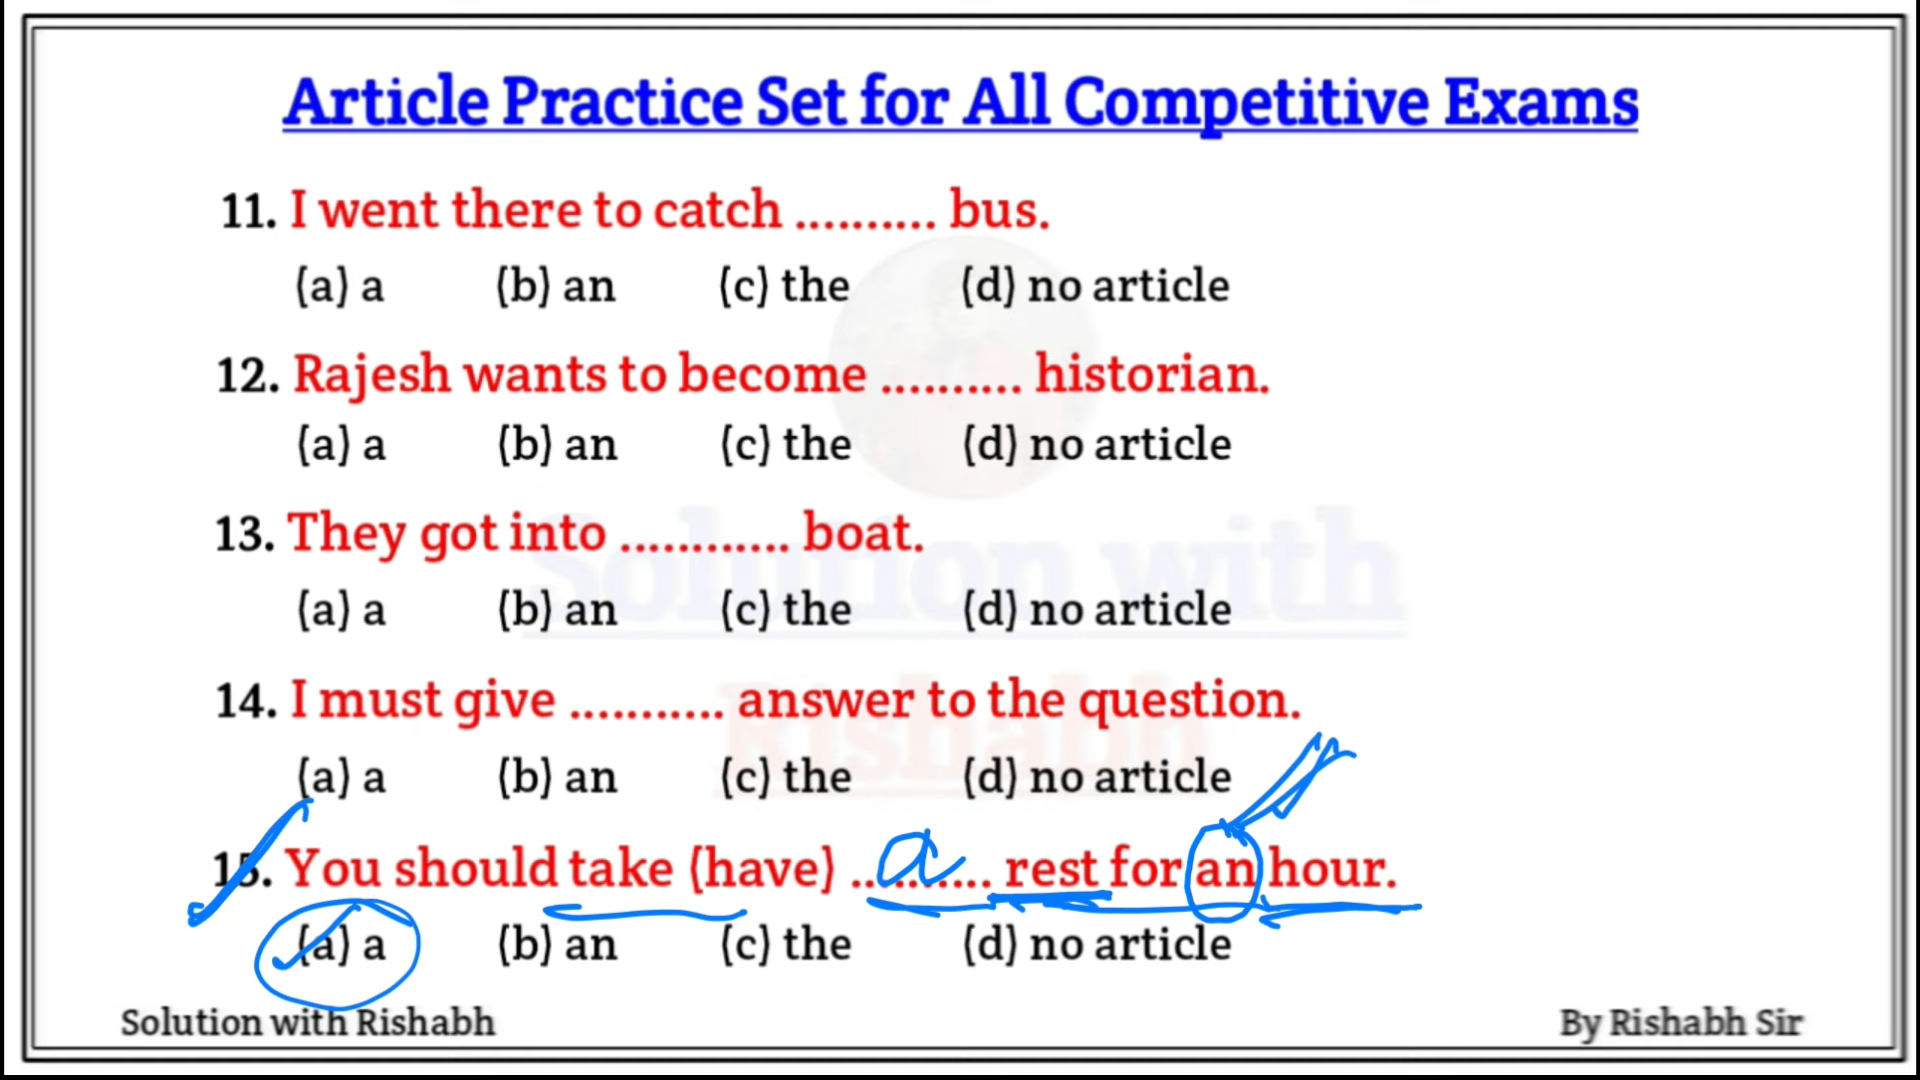 Article Practice Set for All Competitive Exams
11. I went there to catch .......... bus.
(a) a (b) an (c) the (d) no article
12. Rajesh wants to become .......... historian.
(a) a (b) an (c) the (d) no article
13. They got into ............ boat.
(a) a (b) an (c) the (d) no article
14. I must give ........... answer to the question.
(a) a (b) an (c) the (d) no article
15. You should take (have) .......... a rest for an hour.
(a) a (b) an (c) the (d) no article
Solution with
Rishabh
Solution with Rishabh By Rishabh Sir